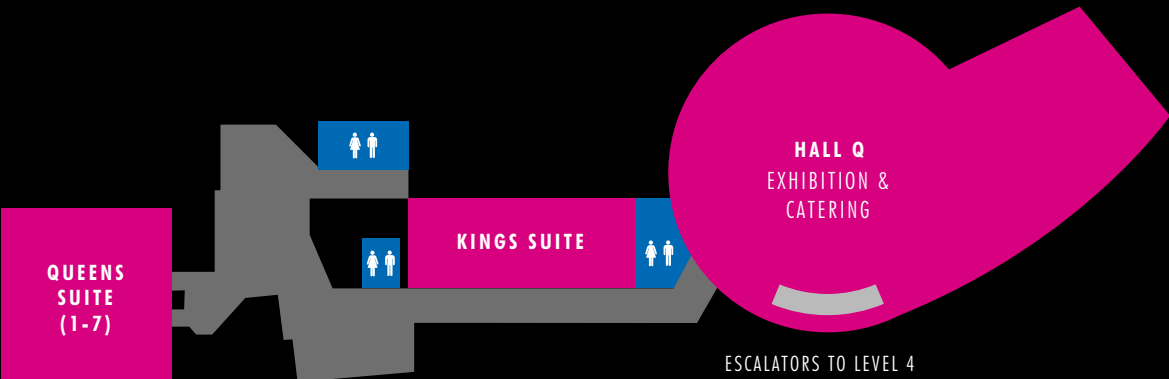 HALL Q
EXHIBITION &
CATERING
KINGS SUITE
QUEENS
SUITE
(1-7)
ESCALATORS TO LEVEL 4